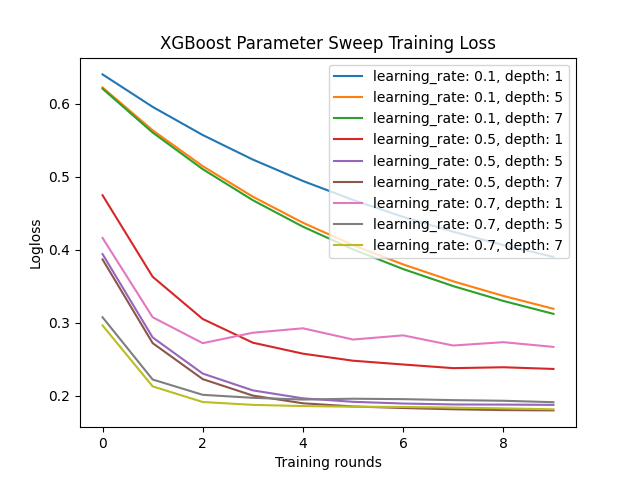 XGBoost Parameter Sweep Training Loss
learning_rate: 0.1, depth: 1
learning_rate: 0.1, depth: 5
learning_rate: 0.1, depth: 7
learning_rate: 0.5, depth: 1
learning_rate: 0.5, depth: 5
learning_rate: 0.5, depth: 7
learning_rate: 0.7, depth: 1
learning_rate: 0.7, depth: 5
learning_rate: 0.7, depth: 7
Logloss
0.6
0.5
0.4
0.3
0.2
0 2 4 6 8
Training rounds